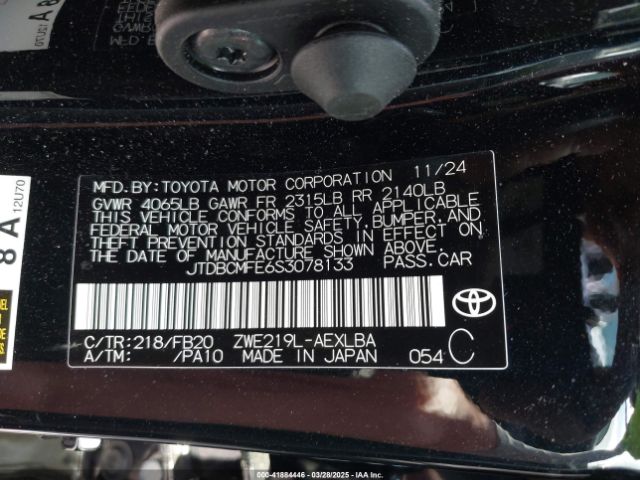 MFD.BY:TOYOTA MOTOR CORPORATION 11/24
GVWR 4065LB GAWR FR 2315LB RR 2140LB
THIS VEHICLE CONFORMS TO ALL APPLICABLE
FEDERAL MOTOR VEHICLE SAFETY,BUMPER,AND
THEFT PREVENTION STANDARDS IN EFFECT ON
THE DATE OF MANUFACTURE SHOWN ABOVE.
JTDBCMFE6S3078133 PASS.CAR
C/TR:218/FB20 ZWE219L-AEXLBA
A/TM: /PA10 MADE IN JAPAN 054 C
8 A
12U70
000-41884446 - 03/28/2025 - IAA Inc.